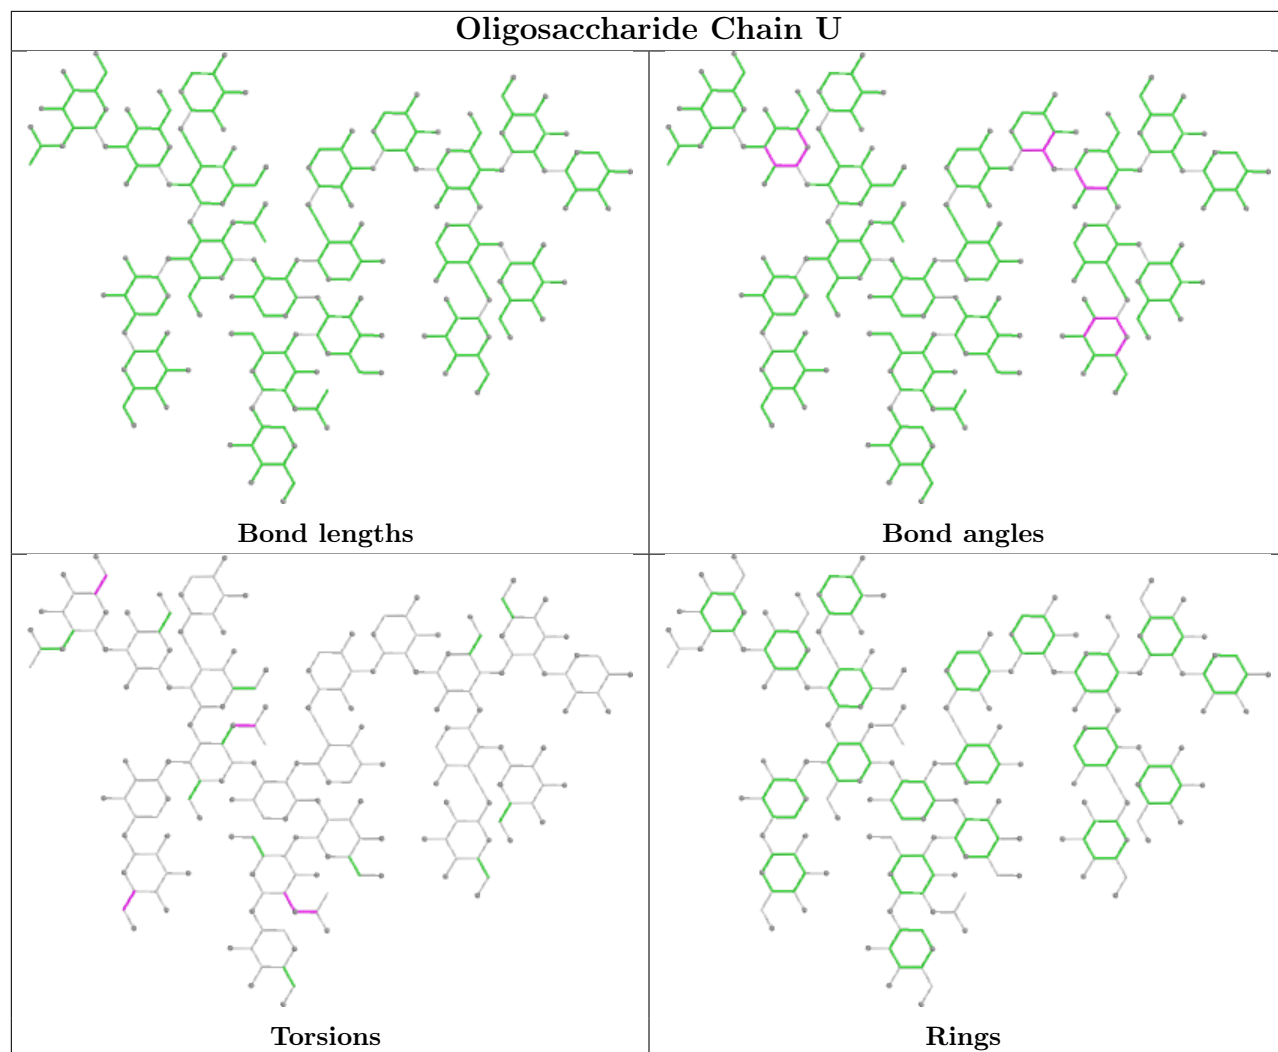 Oligosaccharide Chain U
Bond lengths
Bond angles
Torsions
Rings